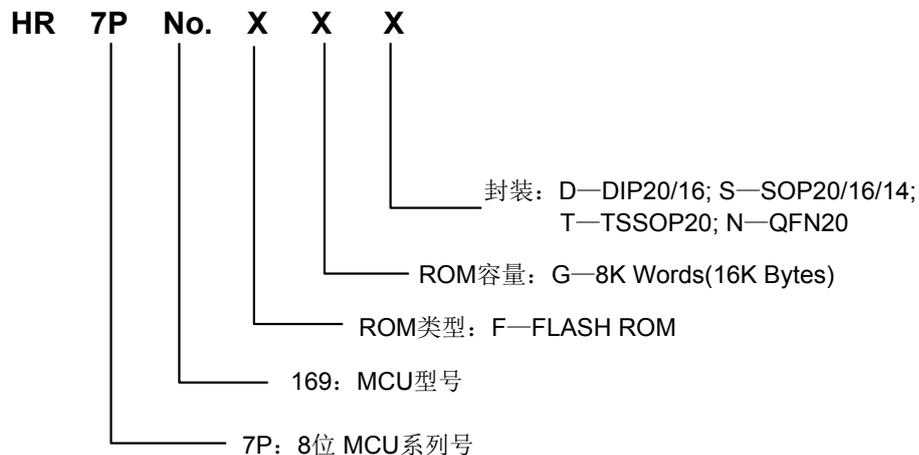 HR 7P No. X X X
封装：D—DIP20/16; S—SOP20/16/14;
T—TSSOP20; N—QFN20
ROM容量：G—8K Words(16K Bytes)
ROM类型：F—FLASH ROM
169：MCU型号
7P：8位 MCU系列号